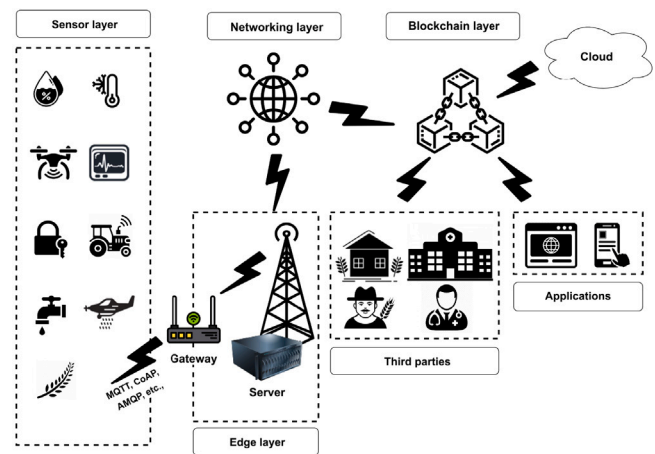 Sensor layer
Networking layer
Blockchain layer
Cloud
%
Gateway
Server
MQTT, CoAP,
AMQP, etc.,
Edge layer
Third parties
Applications